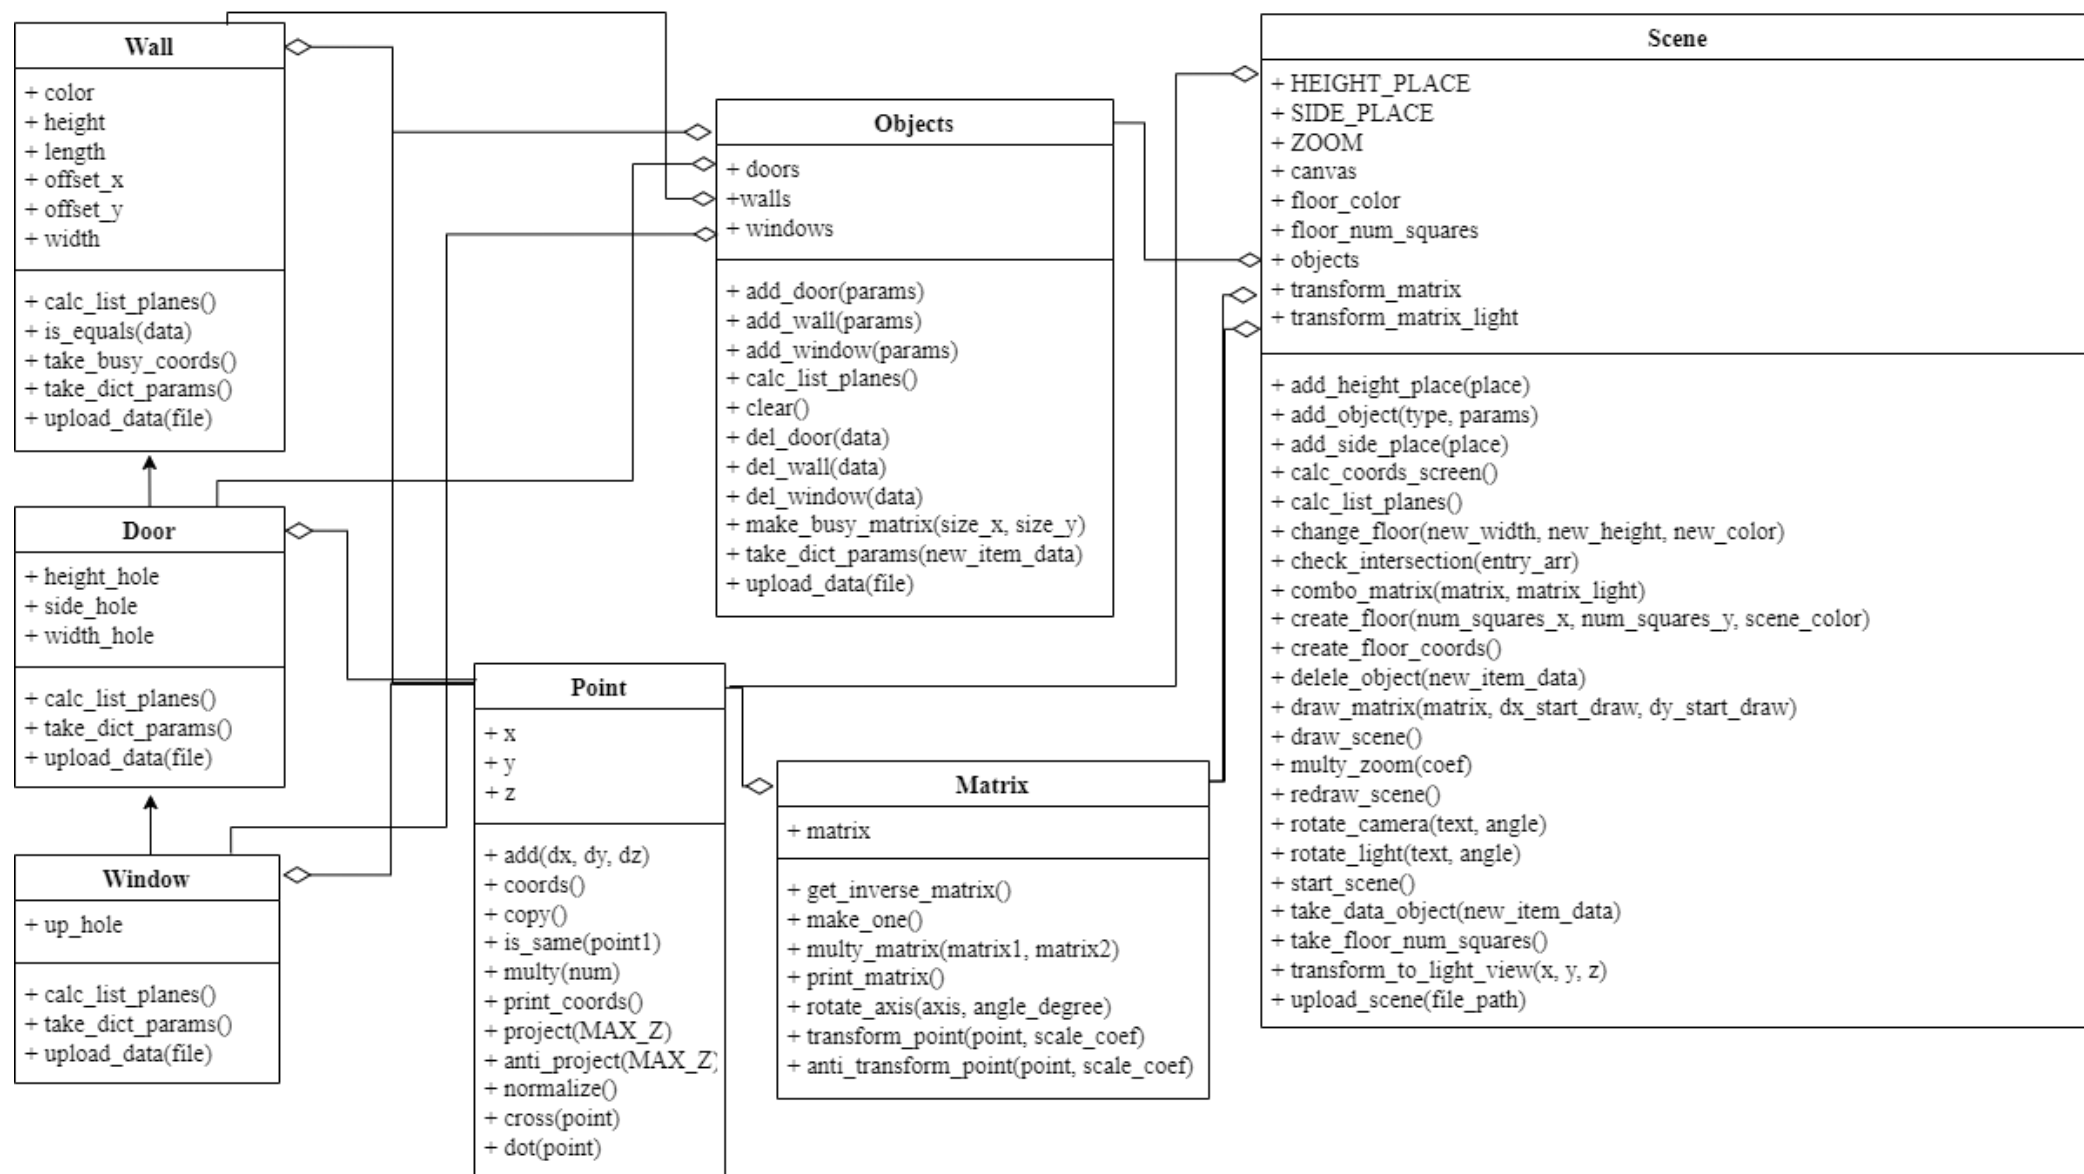 Wall
+ color
+ height
+ length
+ offset_x
+ offset_y
+ width
+ calc_list_planes()
+ is_equals(data)
+ take_busy_coords()
+ take_dict_params()
+ upload_data(file)
Door
+ height_hole
+ side_hole
+ width_hole
+ calc_list_planes()
+ take_dict_params()
+ upload_data(file)
Window
+ up_hole
+ calc_list_planes()
+ take_dict_params()
+ upload_data(file)
Objects
+ doors
+walls
+ windows
+ add_door(params)
+ add_wall(params)
+ add_window(params)
+ calc_list_planes()
+ clear()
+ del_door(data)
+ del_wall(data)
+ del_window(data)
+ make_busy_matrix(size_x, size_y)
+ take_dict_params(new_item_data)
+ upload_data(file)
Point
+ x
+ y
+ z
+ add(dx, dy, dz)
+ coords()
+ copy()
+ is_same(point1)
+ multy(num)
+ print_coords()
+ project(MAX_Z)
+ anti_project(MAX_Z)
+ normalize()
+ cross(point)
+ dot(point)
Matrix
+ matrix
+ get_inverse_matrix()
+ make_one()
+ multy_matrix(matrix1, matrix2)
+ print_matrix()
+ rotate_axis(axis, angle_degree)
+ transform_point(point, scale_coef)
+ anti_transform_point(point, scale_coef)
Scene
+ HEIGHT_PLACE
+ SIDE_PLACE
+ ZOOM
+ canvas
+ floor_color
+ floor_num_squares
+ objects
+ transform_matrix
+ transform_matrix_light
+ add_height_place(place)
+ add_object(type, params)
+ add_side_place(place)
+ calc_coords_screen()
+ calc_list_planes()
+ change_floor(new_width, new_height, new_color)
+ check_intersection(entry_arr)
+ combo_matrix(matrix, matrix_light)
+ create_floor(num_squares_x, num_squares_y, scene_color)
+ create_floor_coords()
+ delele_object(new_item_data)
+ draw_matrix(matrix, dx_start_draw, dy_start_draw)
+ draw_scene()
+ multy_zoom(coef)
+ redraw_scene()
+ rotate_camera(text, angle)
+ rotate_light(text, angle)
+ start_scene()
+ take_data_object(new_item_data)
+ take_floor_num_squares()
+ transform_to_light_view(x, y, z)
+ upload_scene(file_path)